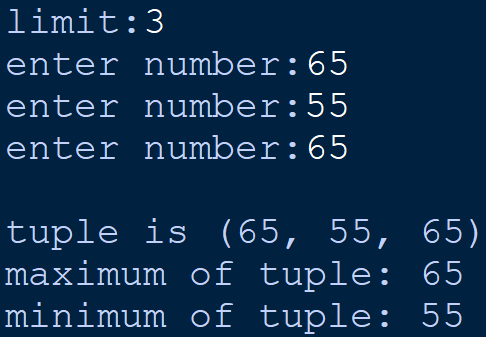 limit:3
enter number:65
enter number:55
enter number:65
tuple is (65, 55, 65)
maximum of tuple: 65
minimum of tuple: 55